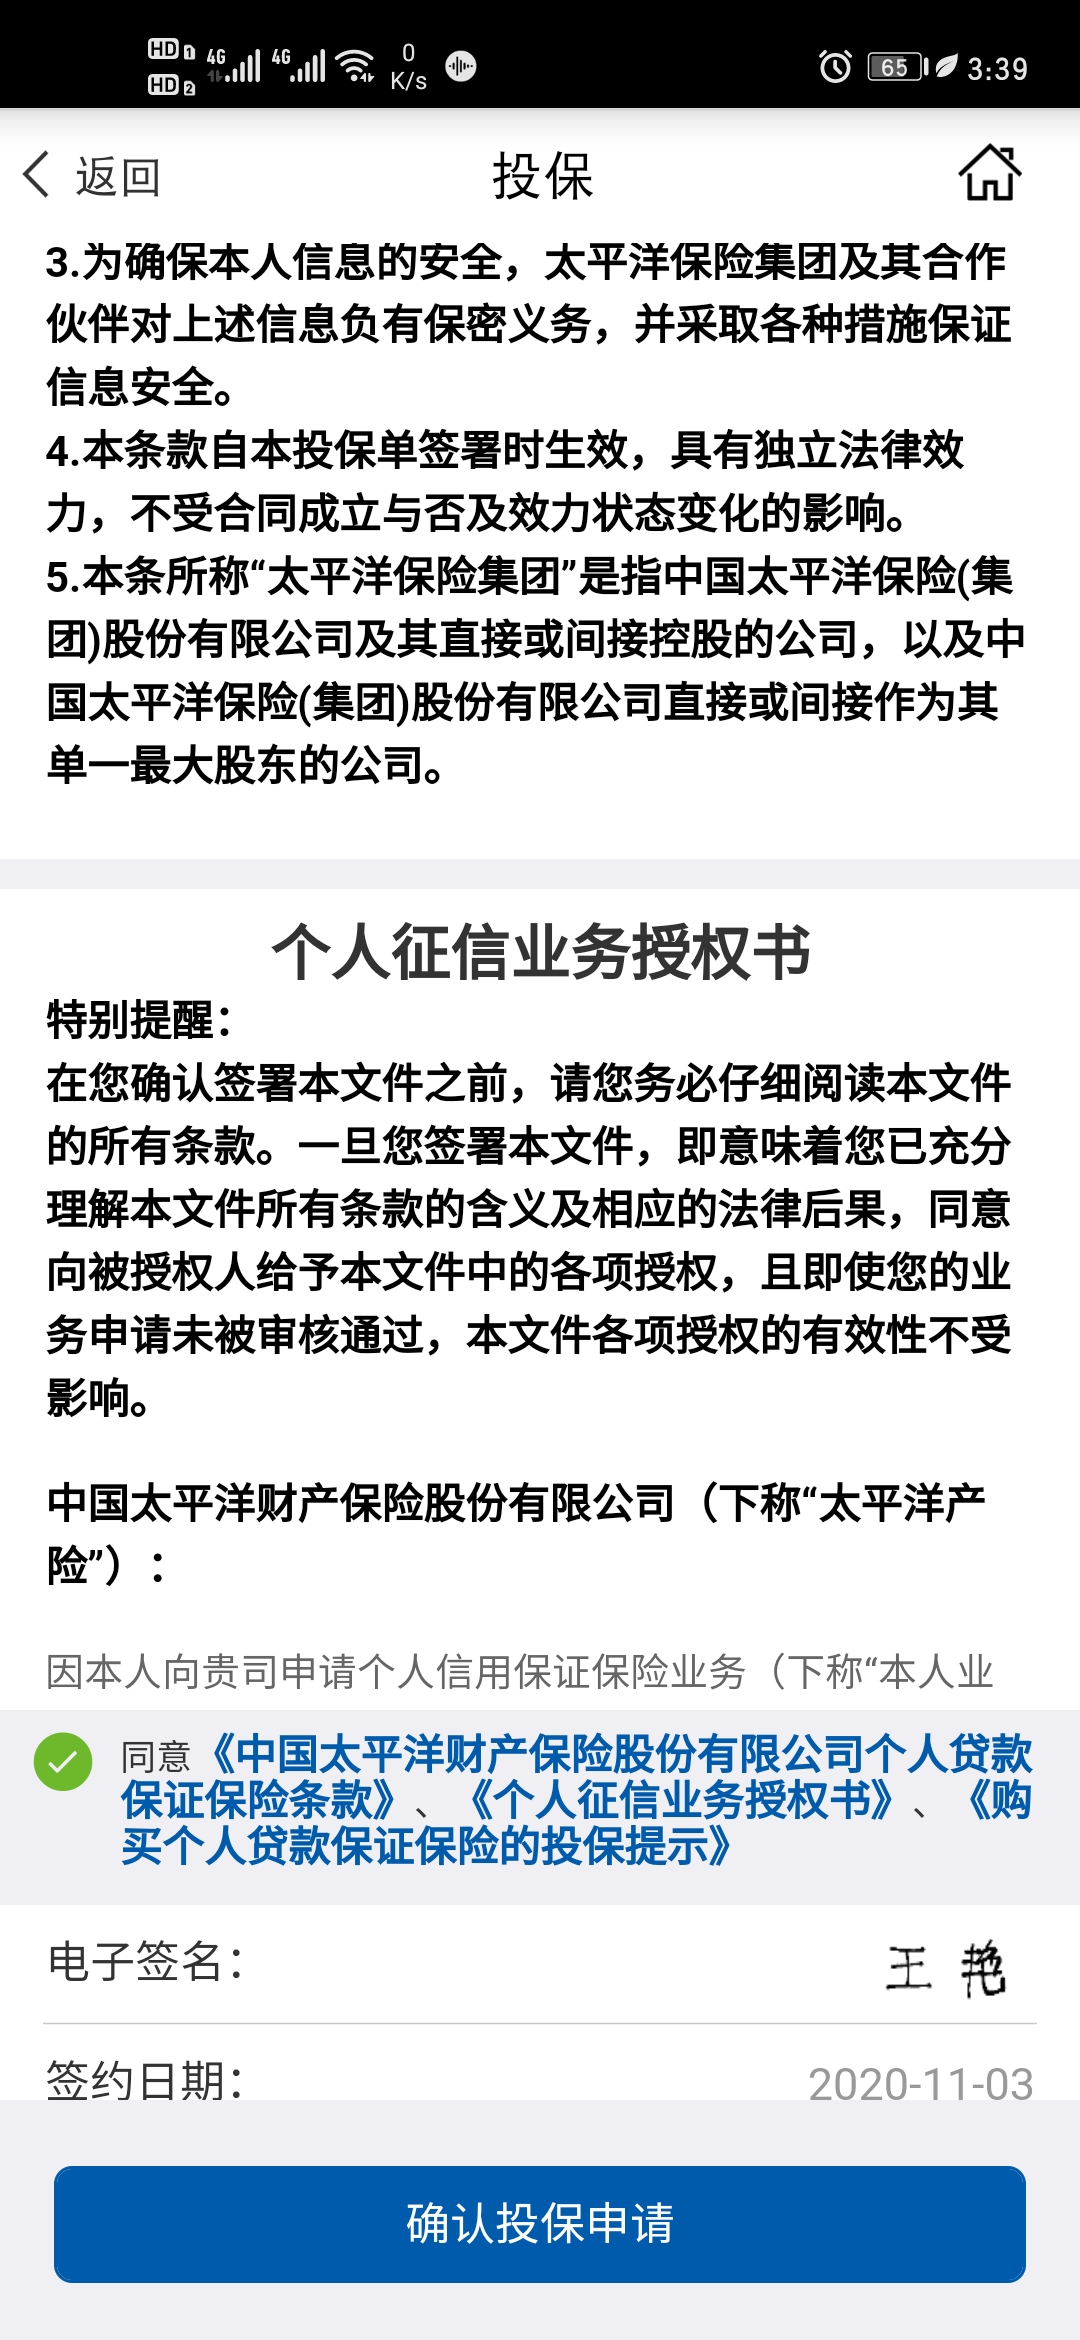 HD 1 4G 4G 0 65 3:39
HD 2 K/s
返回 投保
3.为确保本人信息的安全，太平洋保险集团及其合作
伙伴对上述信息负有保密义务，并采取各种措施保证
信息安全。
4.本条款自本投保单签署时生效，具有独立法律效
力，不受合同成立与否及效力状态变化的影响。
5.本条所称“太平洋保险集团”是指中国太平洋保险(集
团)股份有限公司及其直接或间接控股的公司，以及中
国太平洋保险(集团)股份有限公司直接或间接作为其
单一最大股东的公司。
个人征信业务授权书
特别提醒：
在您确认签署本文件之前，请您务必仔细阅读本文件
的所有条款。一旦您签署本文件，即意味着您已充分
理解本文件所有条款的含义及相应的法律后果，同意
向被授权人给予本文件中的各项授权，且即使您的业
务申请未被审核通过，本文件各项授权的有效性不受
影响。
中国太平洋财产保险股份有限公司（下称“太平洋产
险”）：
因本人向贵司申请个人信用保证保险业务（下称“本人业
同意《中国太平洋财产保险股份有限公司个人贷款
保证保险条款》、《个人征信业务授权书》、《购
买个人贷款保证保险的投保提示》
电子签名： 王艳
签约日期： 2020-11-03
确认投保申请